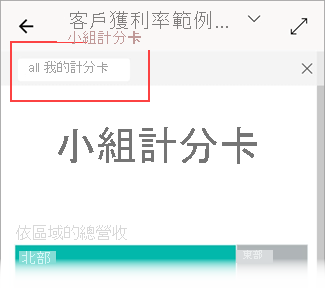 客戶獲利率範例...
小組計分卡
all 我的計分卡
小組計分卡
依區域的總營收
北部
東部